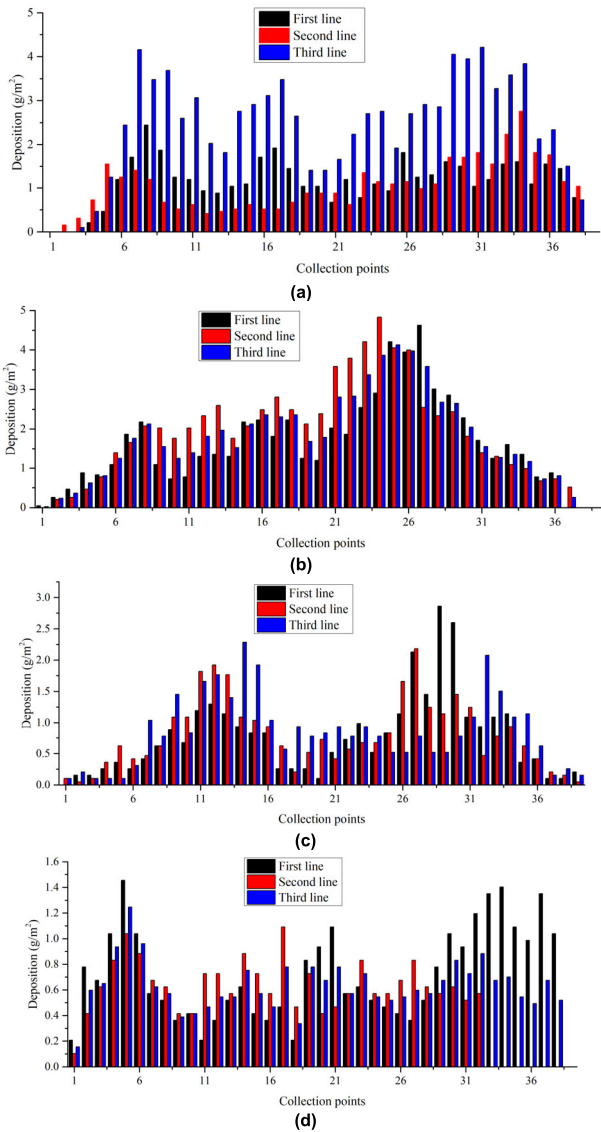 5
4
3
2
1
0
Deposition (g/m²)
First line
Second line
Third line
1 6 11 16 21 26 31 36
Collection points
(a)
5
4
3
2
1
0
Deposition (g/m²)
First line
Second line
Third line
1 6 11 16 21 26 31 36
Collection points
(b)
3.0
2.5
2.0
1.5
1.0
0.5
0.0
Deposition (g/m²)
First line
Second line
Third line
1 6 11 16 21 26 31 36
Collection points
(c)
1.6
1.4
1.2
1.0
0.8
0.6
0.4
0.2
0.0
Deposition (g/m²)
First line
Second line
Third line
1 6 11 16 21 26 31 36
Collection points
(d)